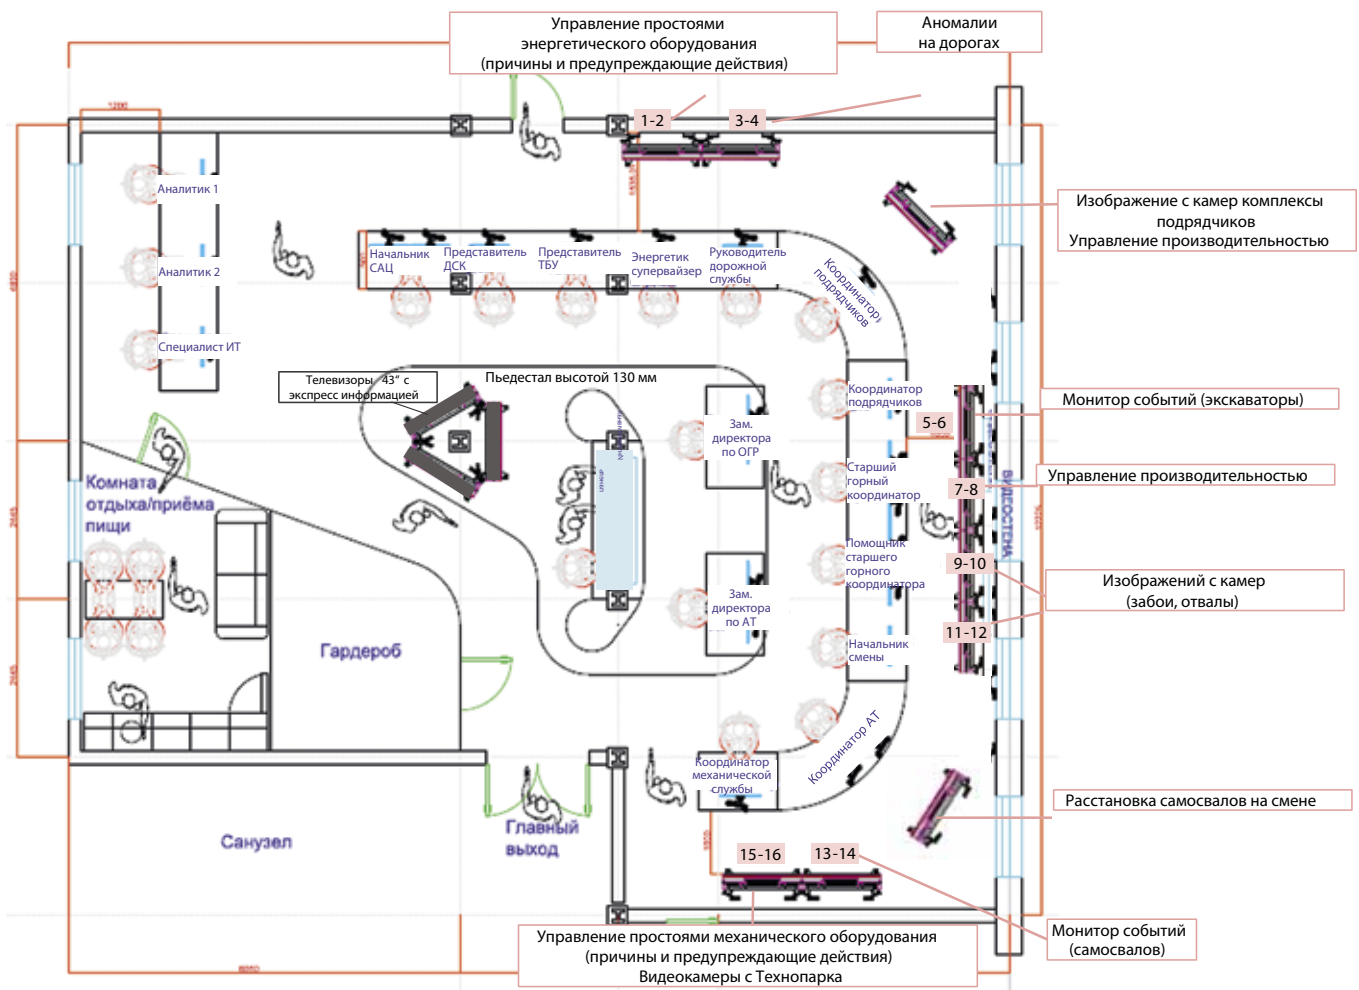 Управление простоями
энергетического оборудования
(причины и предупреждающие действия)
Аномалии
на дорогах
1200
1-2
3-4
Изображение с камер комплексы
подрядчиков
Управление производительностью
Аналитик 1
Аналитик 2
Специалист ИТ
Начальник
САЦ
Представитель
ДСК
Представитель
ТБУ
Энергетик
супервайзер
Руководитель
дорожной
службы
Координатор
подрядчиков
Телевизоры 43“ с
экспресс информацией
Пьедестал высотой 130 мм
Координатор
подрядчиков
5-6
Монитор событий (экскаваторы)
Зам.
директора
по ОГР
Старший
горный
координатор
7-8
Управление производительностью
ВИДЕОСТЕНА
Комната
отдыха/приёма
пищи
Помощник
старшего
горного
координатора
9-10
Изображений с камер
(забои, отвалы)
Зам.
директора
по АТ
11-12
Гардероб
Начальник
смены
Координатор АТ
Координатор
механической
службы
Расстановка самосвалов на смене
Санузел
Главный
выход
15-16
13-14
Монитор событий
(самосвалов)
Управление простоями механического оборудования
(причины и предупреждающие действия)
Видеокамеры с Технопарка